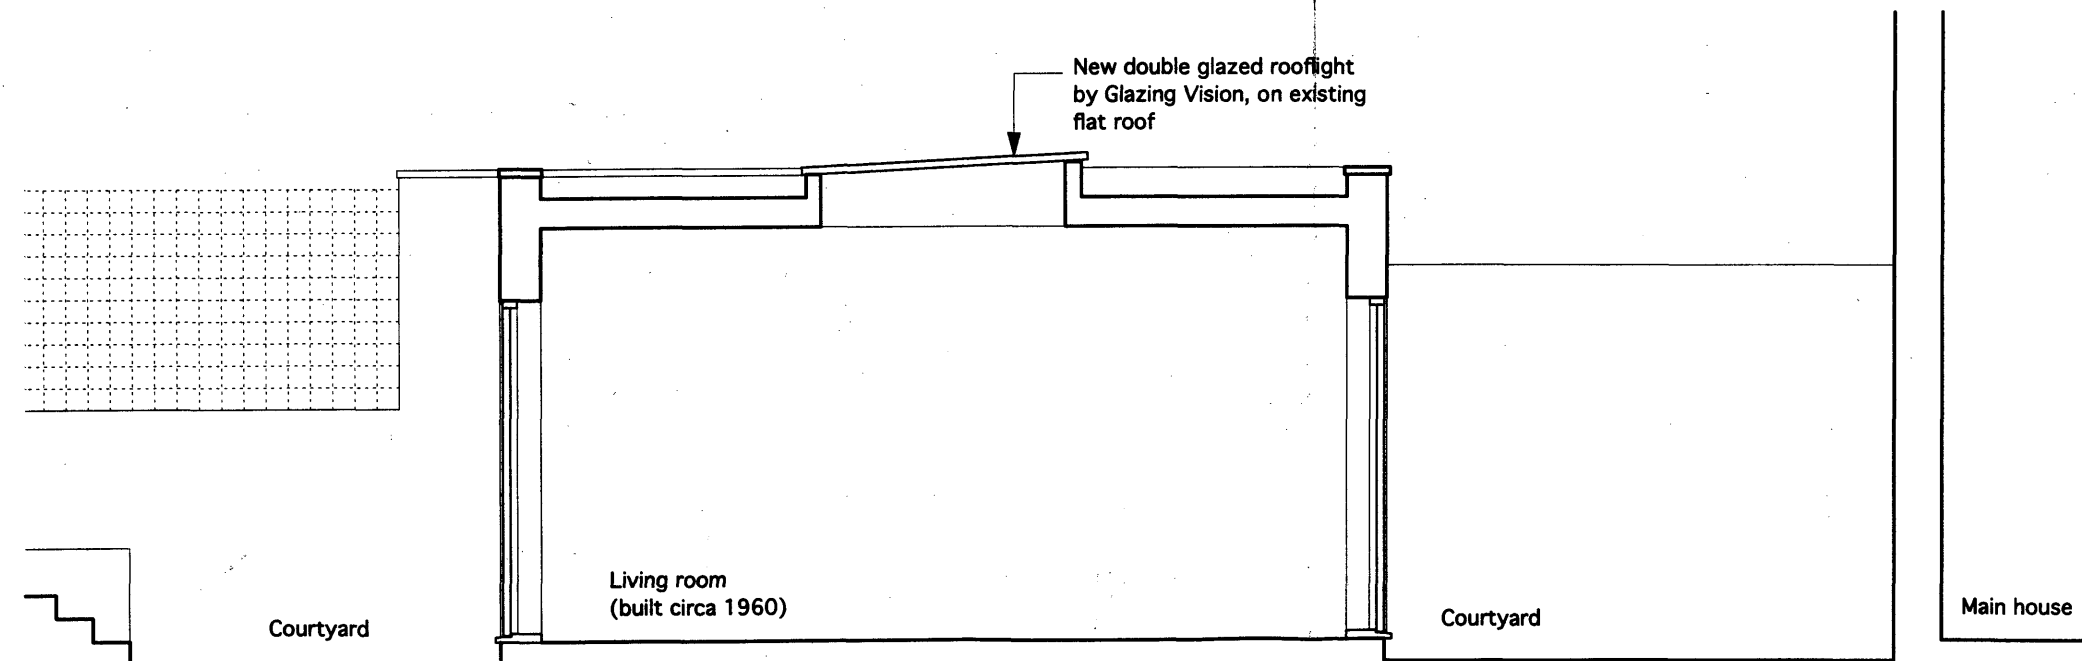 New double glazed rooflight
by Glazing Vision, on existing
flat roof
Living room
(built circa 1960)
Courtyard
Courtyard
Main house